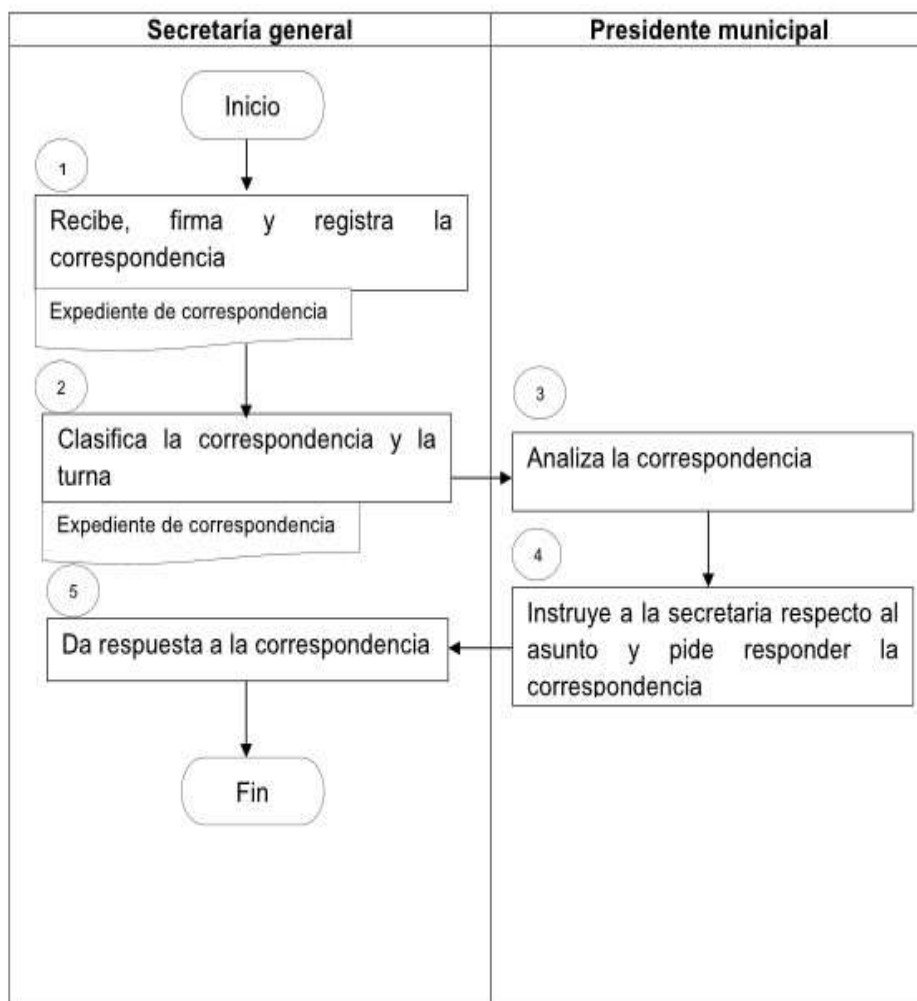 Secretaría general
Presidente municipal
Inicio
1
Recibe, firma y registra la
correspondencia
Expediente de correspondencia
2
Clasifica la correspondencia y la
turna
Expediente de correspondencia
3
Analiza la correspondencia
4
Instruye a la secretaria respecto al
asunto y pide responder la
correspondencia
5
Da respuesta a la correspondencia
Fin